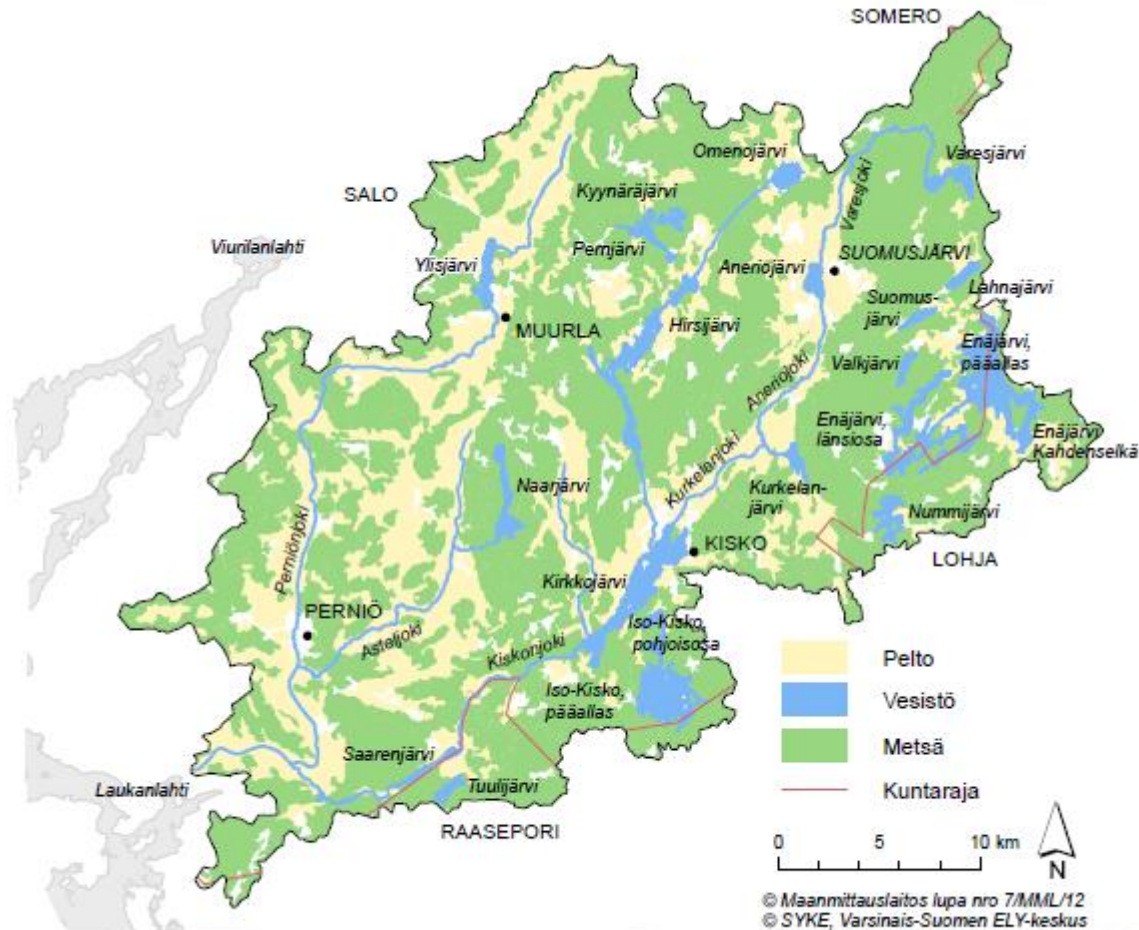 SOMERO
Omenojärvi
Varesjärvi
Varesjoki
SALO
Kyynäräjärvi
Viurilanlahti
Pernjärvi
Ylisjärvi
Aneriojärvi
SUOMUSJÄRVI
Lahnajärvi
Suomus-
järvi
MUURLA
Hirsijärvi
Enäjärvi,
pääallas
Valkjärvi
Aneriojoki
Enäjärvi,
länsiosa
Enäjärvi
Kahdenselkä
Kurkelanjoki
Naarjärvi
Kurkelan-
järvi
Nummijärvi
Perniönjoki
KISKO
LOHJA
Kirkkojärvi
PERNIÖ
Asteljoki
Iso-Kisko,
pohjoisosa
Kiskonjoki
Iso-Kisko,
pääallas
Saarenjärvi
Tuulijärvi
Laukanlahti
RAASEPORI
Pelto
Vesistö
Metsä
Kuntaraja
0 5 10 km
N
© Maanmittauslaitos lupa nro 7/MML/12
© SYKE, Varsinais-Suomen ELY-keskus